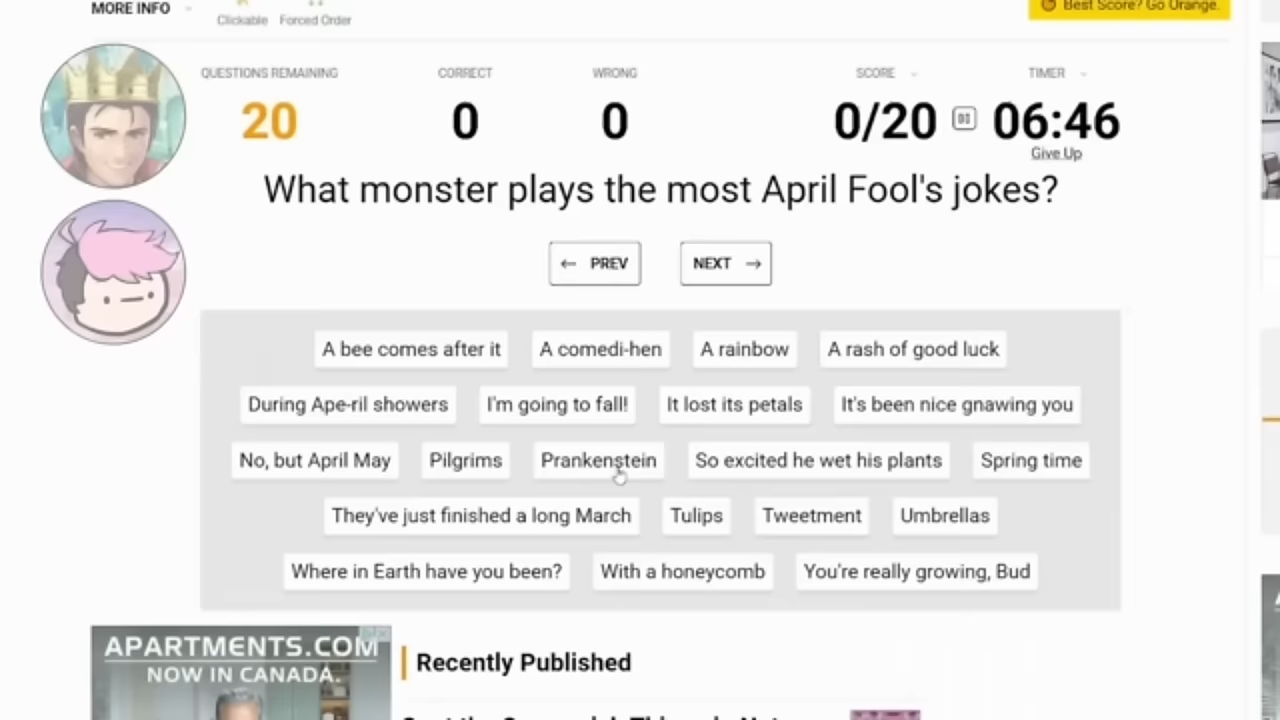 MORE INFO
Clickable Forced Order
Best Score? Go Orange.
QUESTIONS REMAINING CORRECT WRONG SCORE TIMER
20 0 0 0/20 06:46
Give Up
What monster plays the most April Fool's jokes?
← PREV NEXT →
A bee comes after it A comedi-hen A rainbow A rash of good luck
During Ape-ril showers I'm going to fall! It lost its petals It's been nice gnawing you
No, but April May Pilgrims Prankenstein So excited he wet his plants Spring time
They've just finished a long March Tulips Tweetment Umbrellas
Where in Earth have you been? With a honeycomb You're really growing, Bud
APARTMENTS.COM
NOW IN CANADA.
Recently Published